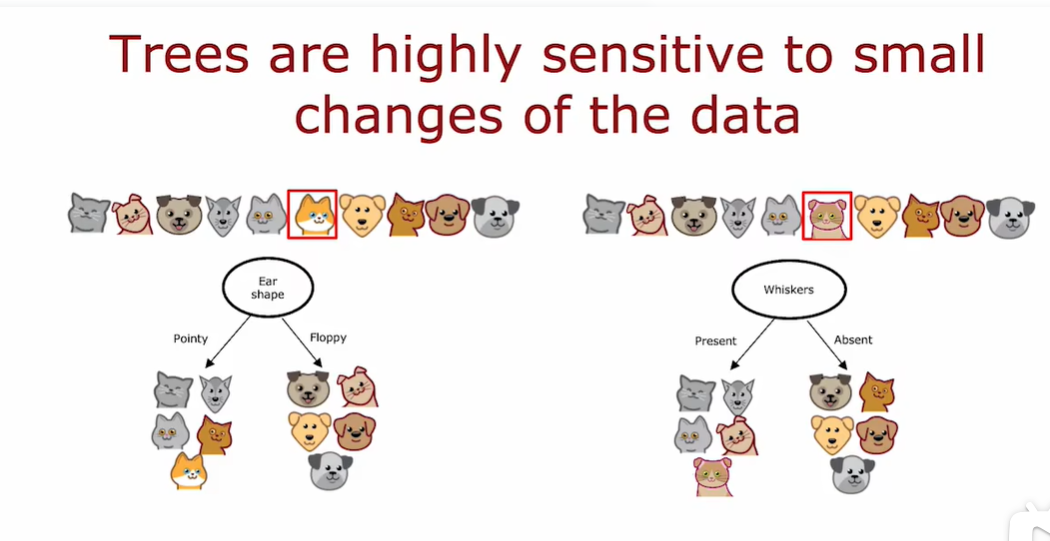 Trees are highly sensitive to small
changes of the data
Ear
shape
Pointy
Floppy
Whiskers
Present
Absent